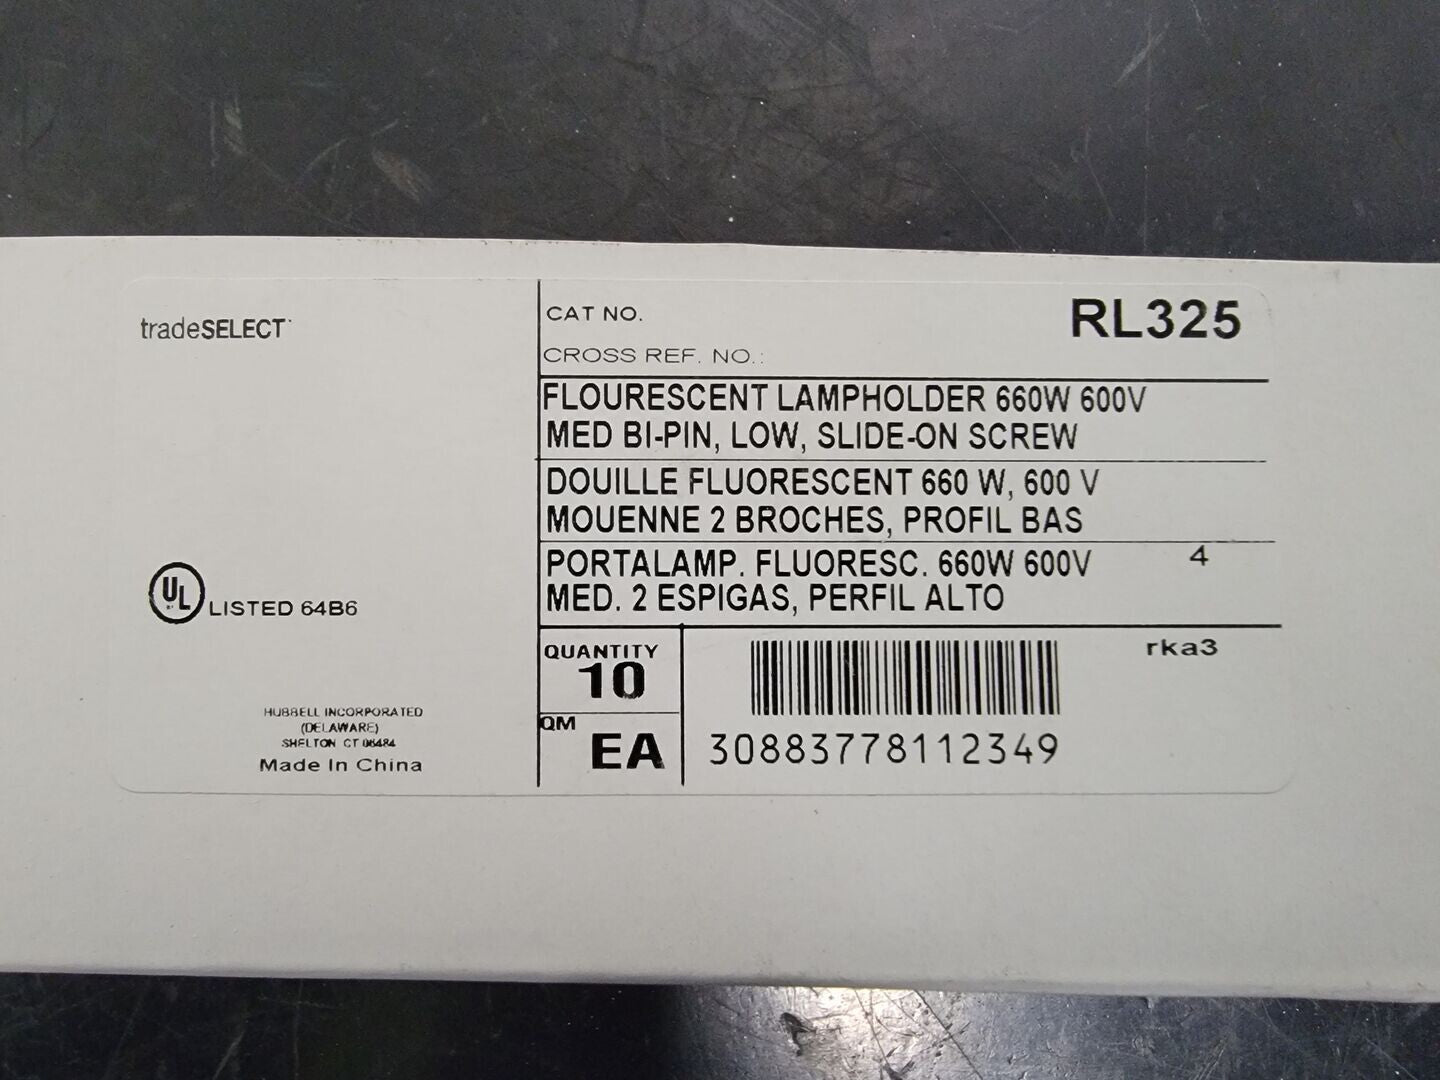 tradeSELECT
CAT NO. RL325
CROSS REF. NO.:
FLOURESCENT LAMPHOLDER 660W 600V
MED BI-PIN, LOW, SLIDE-ON SCREW
DOUILLE FLUORESCENT 660 W, 600 V
MOUENNE 2 BROCHES, PROFIL BAS
PORTALAMP. FLUORESC. 660W 600V 4
MED. 2 ESPIGAS, PERFIL ALTO
UL LISTED 64B6
HUBBELL INCORPORATED
(DELAWARE)
SHELTON CT 06484
Made In China
QUANTITY
10
QM
EA
rka3
30883778112349